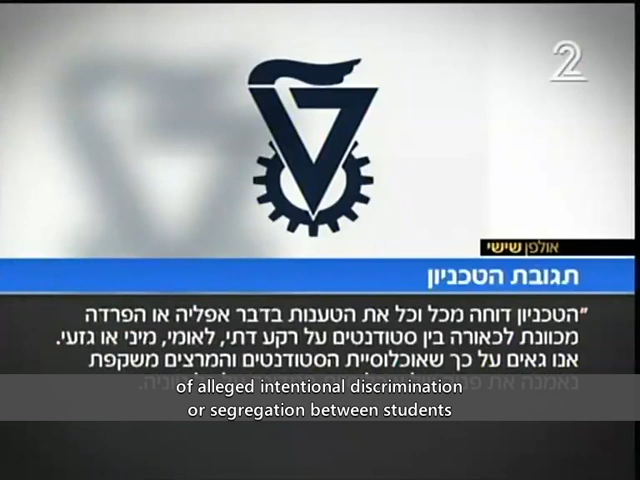 2
אולפן שישי
תגובת הטכניון
"הטכניון דוחה מכל וכל את הטענות בדבר אפליה או הפרדה
מכוונת לכאורה בין סטודנטים על רקע דתי, לאומי, מיני או גזעי.
אנו גאים על כך שאוכלוסיית הסטודנטים והמרצים משקפת
נאמנה את
of alleged intentional discrimination
or segregation between students